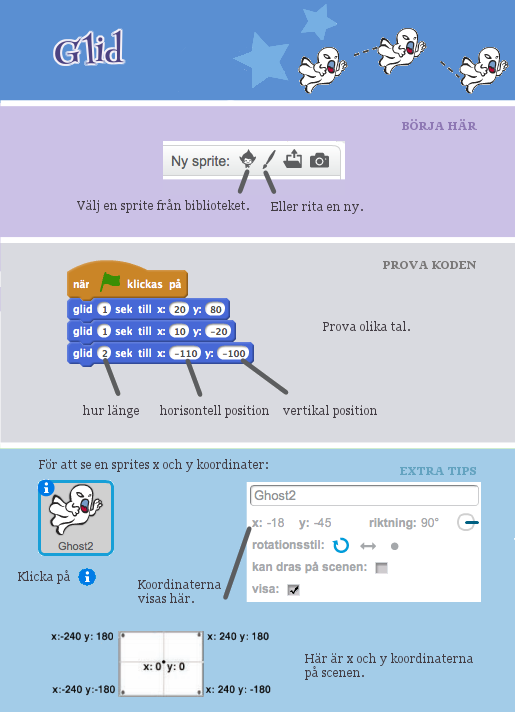 Glid
BÖRJA HÄR
Ny sprite:
Välj en sprite från biblioteket.
Eller rita en ny.
PROVA KODEN
när klickas på
glid 1 sek till x: 20 y: 80
glid 1 sek till x: 10 y: -20
glid 2 sek till x: -110 y: -100
Prova olika tal.
hur länge
horisontell position
vertikal position
EXTRA TIPS
För att se en sprites x och y koordinater:
Ghost2
Klicka på i
Ghost2
x: -18 y: -45 riktning: 90°
rotationsstil:
kan dras på scenen:
visa:
Koordinaterna
visas här.
x:-240 y: 180
x: 240 y: 180
x: 0 y: 0
x:-240 y:-180
x: 240 y: -180
Här är x och y koordinaterna
på scenen.